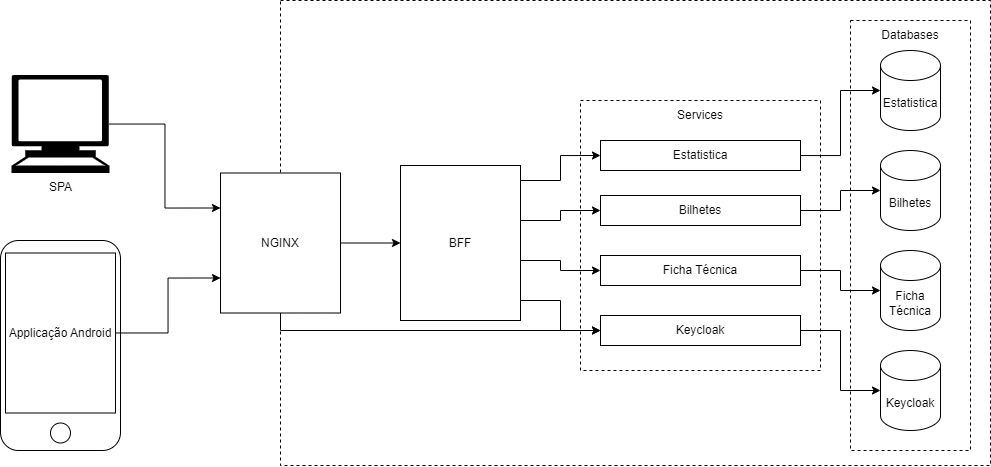 Databases
Estatistica
Services
Estatistica
SPA
Bilhetes
Bilhetes
NGINX
BFF
Ficha Técnica
Ficha
Técnica
Applicação Android
Keycloak
Keycloak